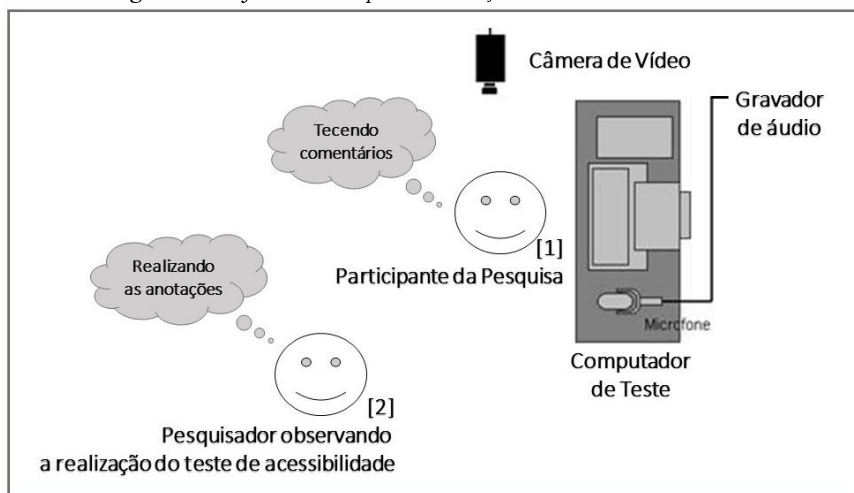 Câmera de Vídeo
Gravador
de áudio
Tecendo
comentários
[1]
Participante da Pesquisa
Realizando
as anotações
Microfone
Computador
de Teste
[2]
Pesquisador observando
a realização do teste de acessibilidade